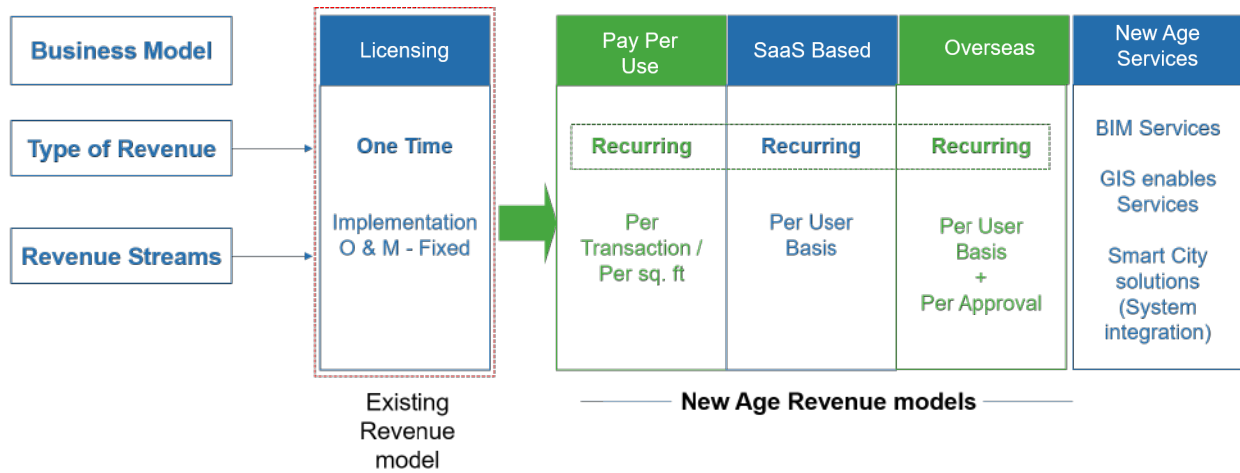 Business Model
Type of Revenue
Revenue Streams
Licensing
One Time
Implementation
O & M - Fixed
Existing
Revenue
model
Pay Per
Use
Recurring
Per
Transaction /
Per sq. ft
SaaS Based
Recurring
Per User
Basis
Overseas
Recurring
Per User
Basis
+
Per Approval
New Age Revenue models
New Age
Services
BIM Services
GIS enables
Services
Smart City
solutions
(System
integration)